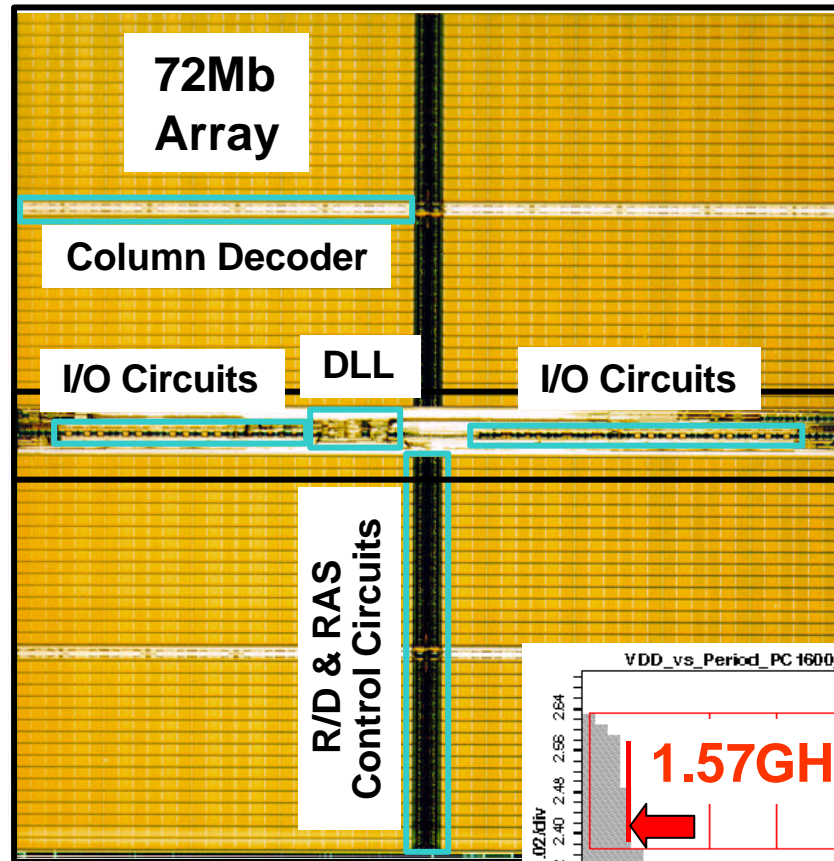 72Mb
Array
Column Decoder
I/O Circuits
DLL
I/O Circuits
R/D & RAS
Control Circuits
VDD_vs_Period_PC1600
1.57GH
2.64
2.56
2.48
2.40
.02/div